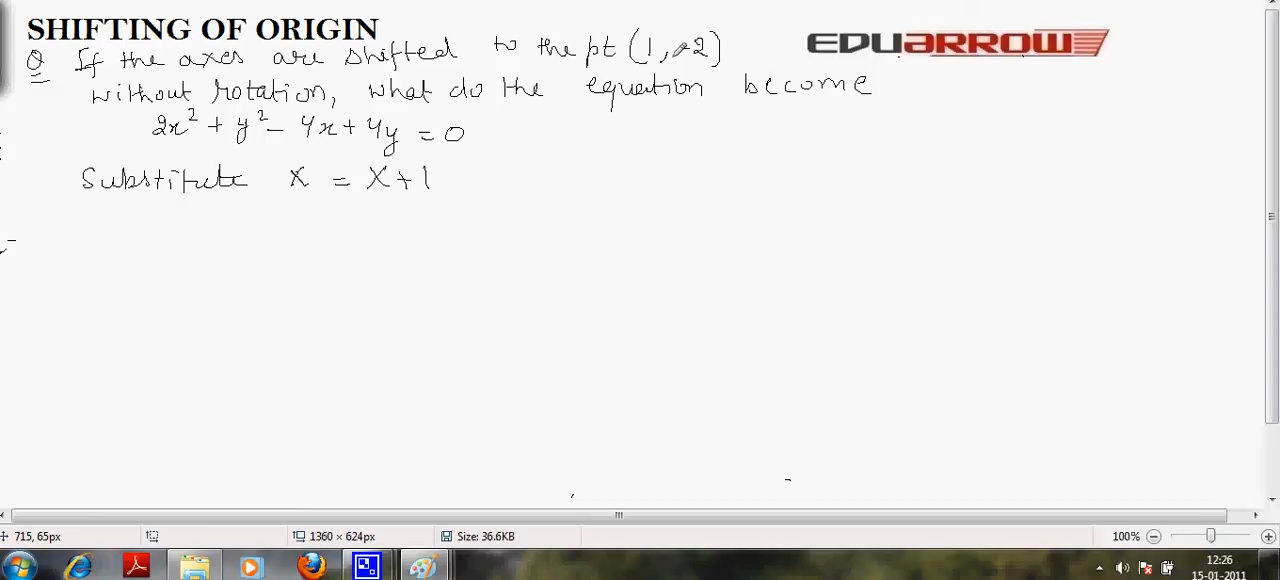 SHIFTING OF ORIGIN
EDUARROW
Q If the axes are shifted to the pt (1, -2)
without rotation, what do the equation become
2x² + y² - 4x + 4y = 0
Substitute x = X + 1
715, 65px
1360 × 624px
Size: 36.6KB
100%
12:26
15-01-2011